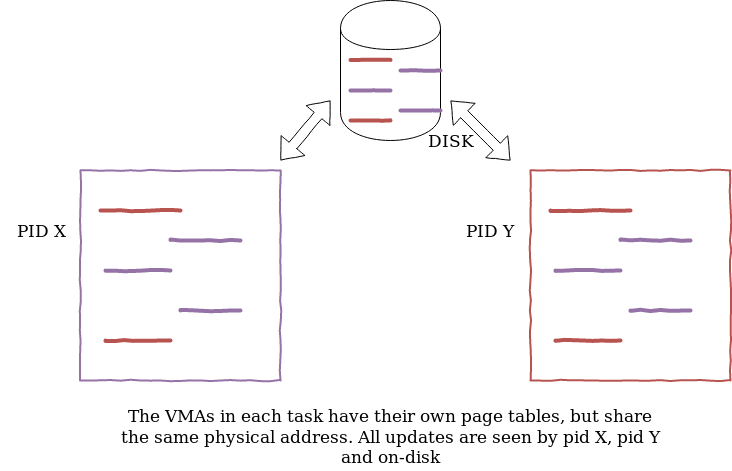 DISK
PID X
PID Y
The VMAs in each task have their own page tables, but share
the same physical address. All updates are seen by pid X, pid Y
and on-disk